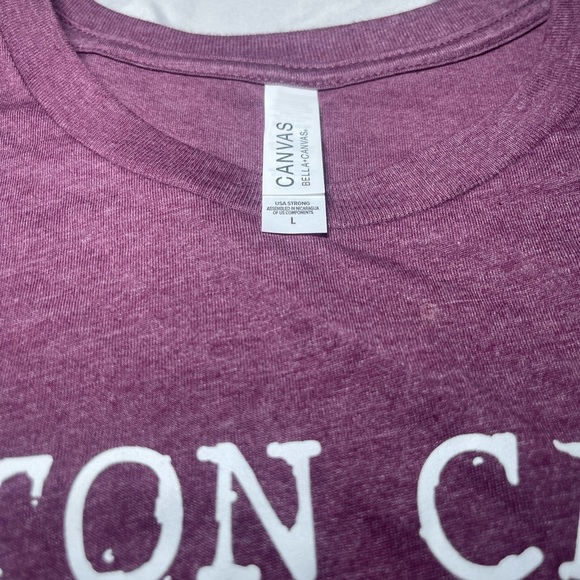 CANVAS
BELLA+CANVAS®
USA STRONG
ASSEMBLED IN NICARAGUA
OF US COMPONENTS
L
TON C